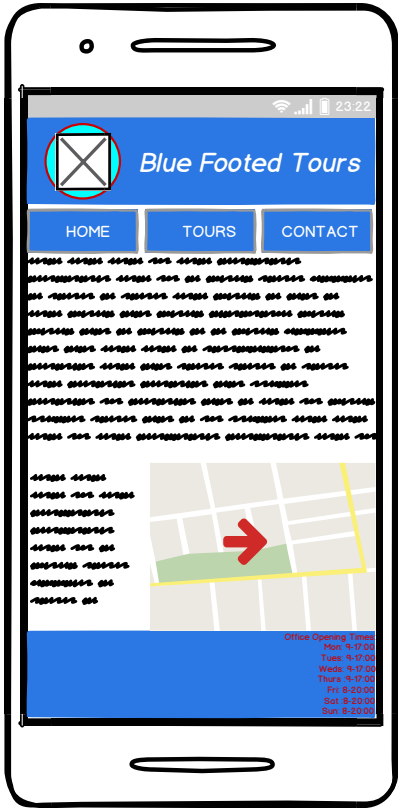 23:22
Blue Footed Tours
HOME TOURS CONTACT
Office Opening Times
Mon: 9-17:00
Tues: 9-17:00
Weds: 9-17:00
Thurs :9-17:00
Fri: 8-20:00
Sat: 8-20:00
Sun: 8-20:00